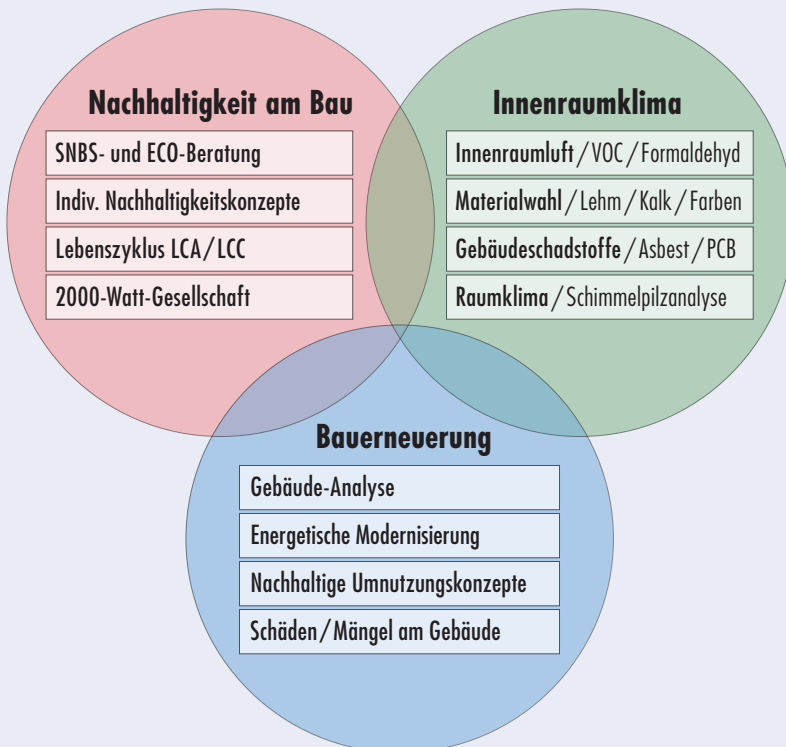 Nachhaltigkeit am Bau
SNBS- und ECO-Beratung
Indiv. Nachhaltigkeitskonzepte
Lebenszyklus LCA/LCC
2000-Watt-Gesellschaft
Innenraumklima
Innenraumluft/VOC/Formaldehyd
Materialwahl/Lehm/Kalk/Farben
Gebäudeschadstoffe/Asbest/PCB
Raumklima/Schimmelpilzanalyse
Bauerneuerung
Gebäude-Analyse
Energetische Modernisierung
Nachhaltige Umnutzungskonzepte
Schäden/Mängel am Gebäude